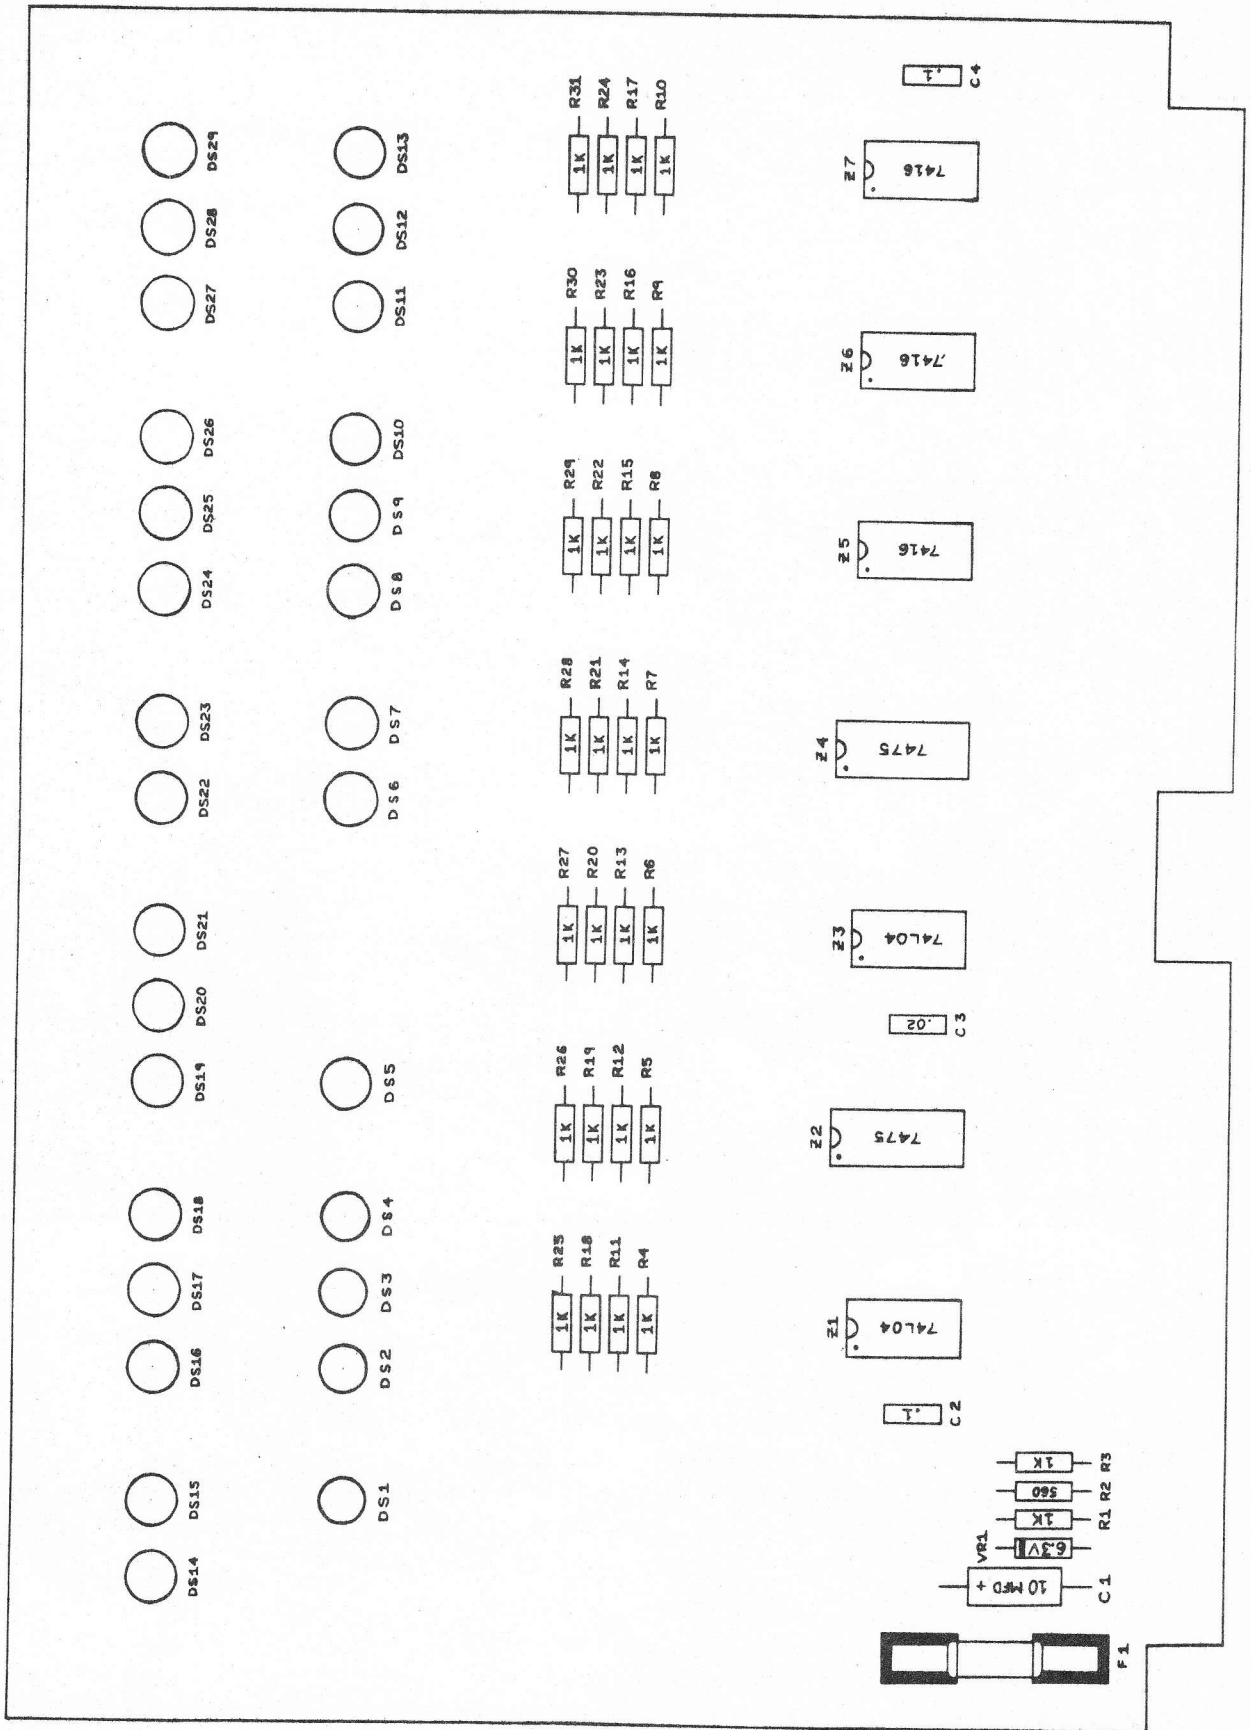 DS29
DS28
DS27
DS26
DS25
DS24
DS23
DS22
DS21
DS20
DS19
DS18
DS17
DS16
DS15
DS14
DS13
DS12
DS11
DS10
DS9
DS8
DS7
DS6
DS5
DS4
DS3
DS2
DS1
R31 1K
R24 1K
R17 1K
R10 1K
R30 1K
R23 1K
R16 1K
R9 1K
R29 1K
R22 1K
R15 1K
R8 1K
R28 1K
R21 1K
R14 1K
R7 1K
R27 1K
R20 1K
R13 1K
R6 1K
R26 1K
R19 1K
R12 1K
R5 1K
R25 1K
R18 1K
R11 1K
R4 1K
.1 C4
Z7 7416
Z6 7416
Z5 7416
Z4 7475
Z3 74L04
.02 C3
Z2 7475
Z1 74L04
.1 C2
1K R3
560 R2
1K R1
VR1 6.3V
10 MFD + C1
F1